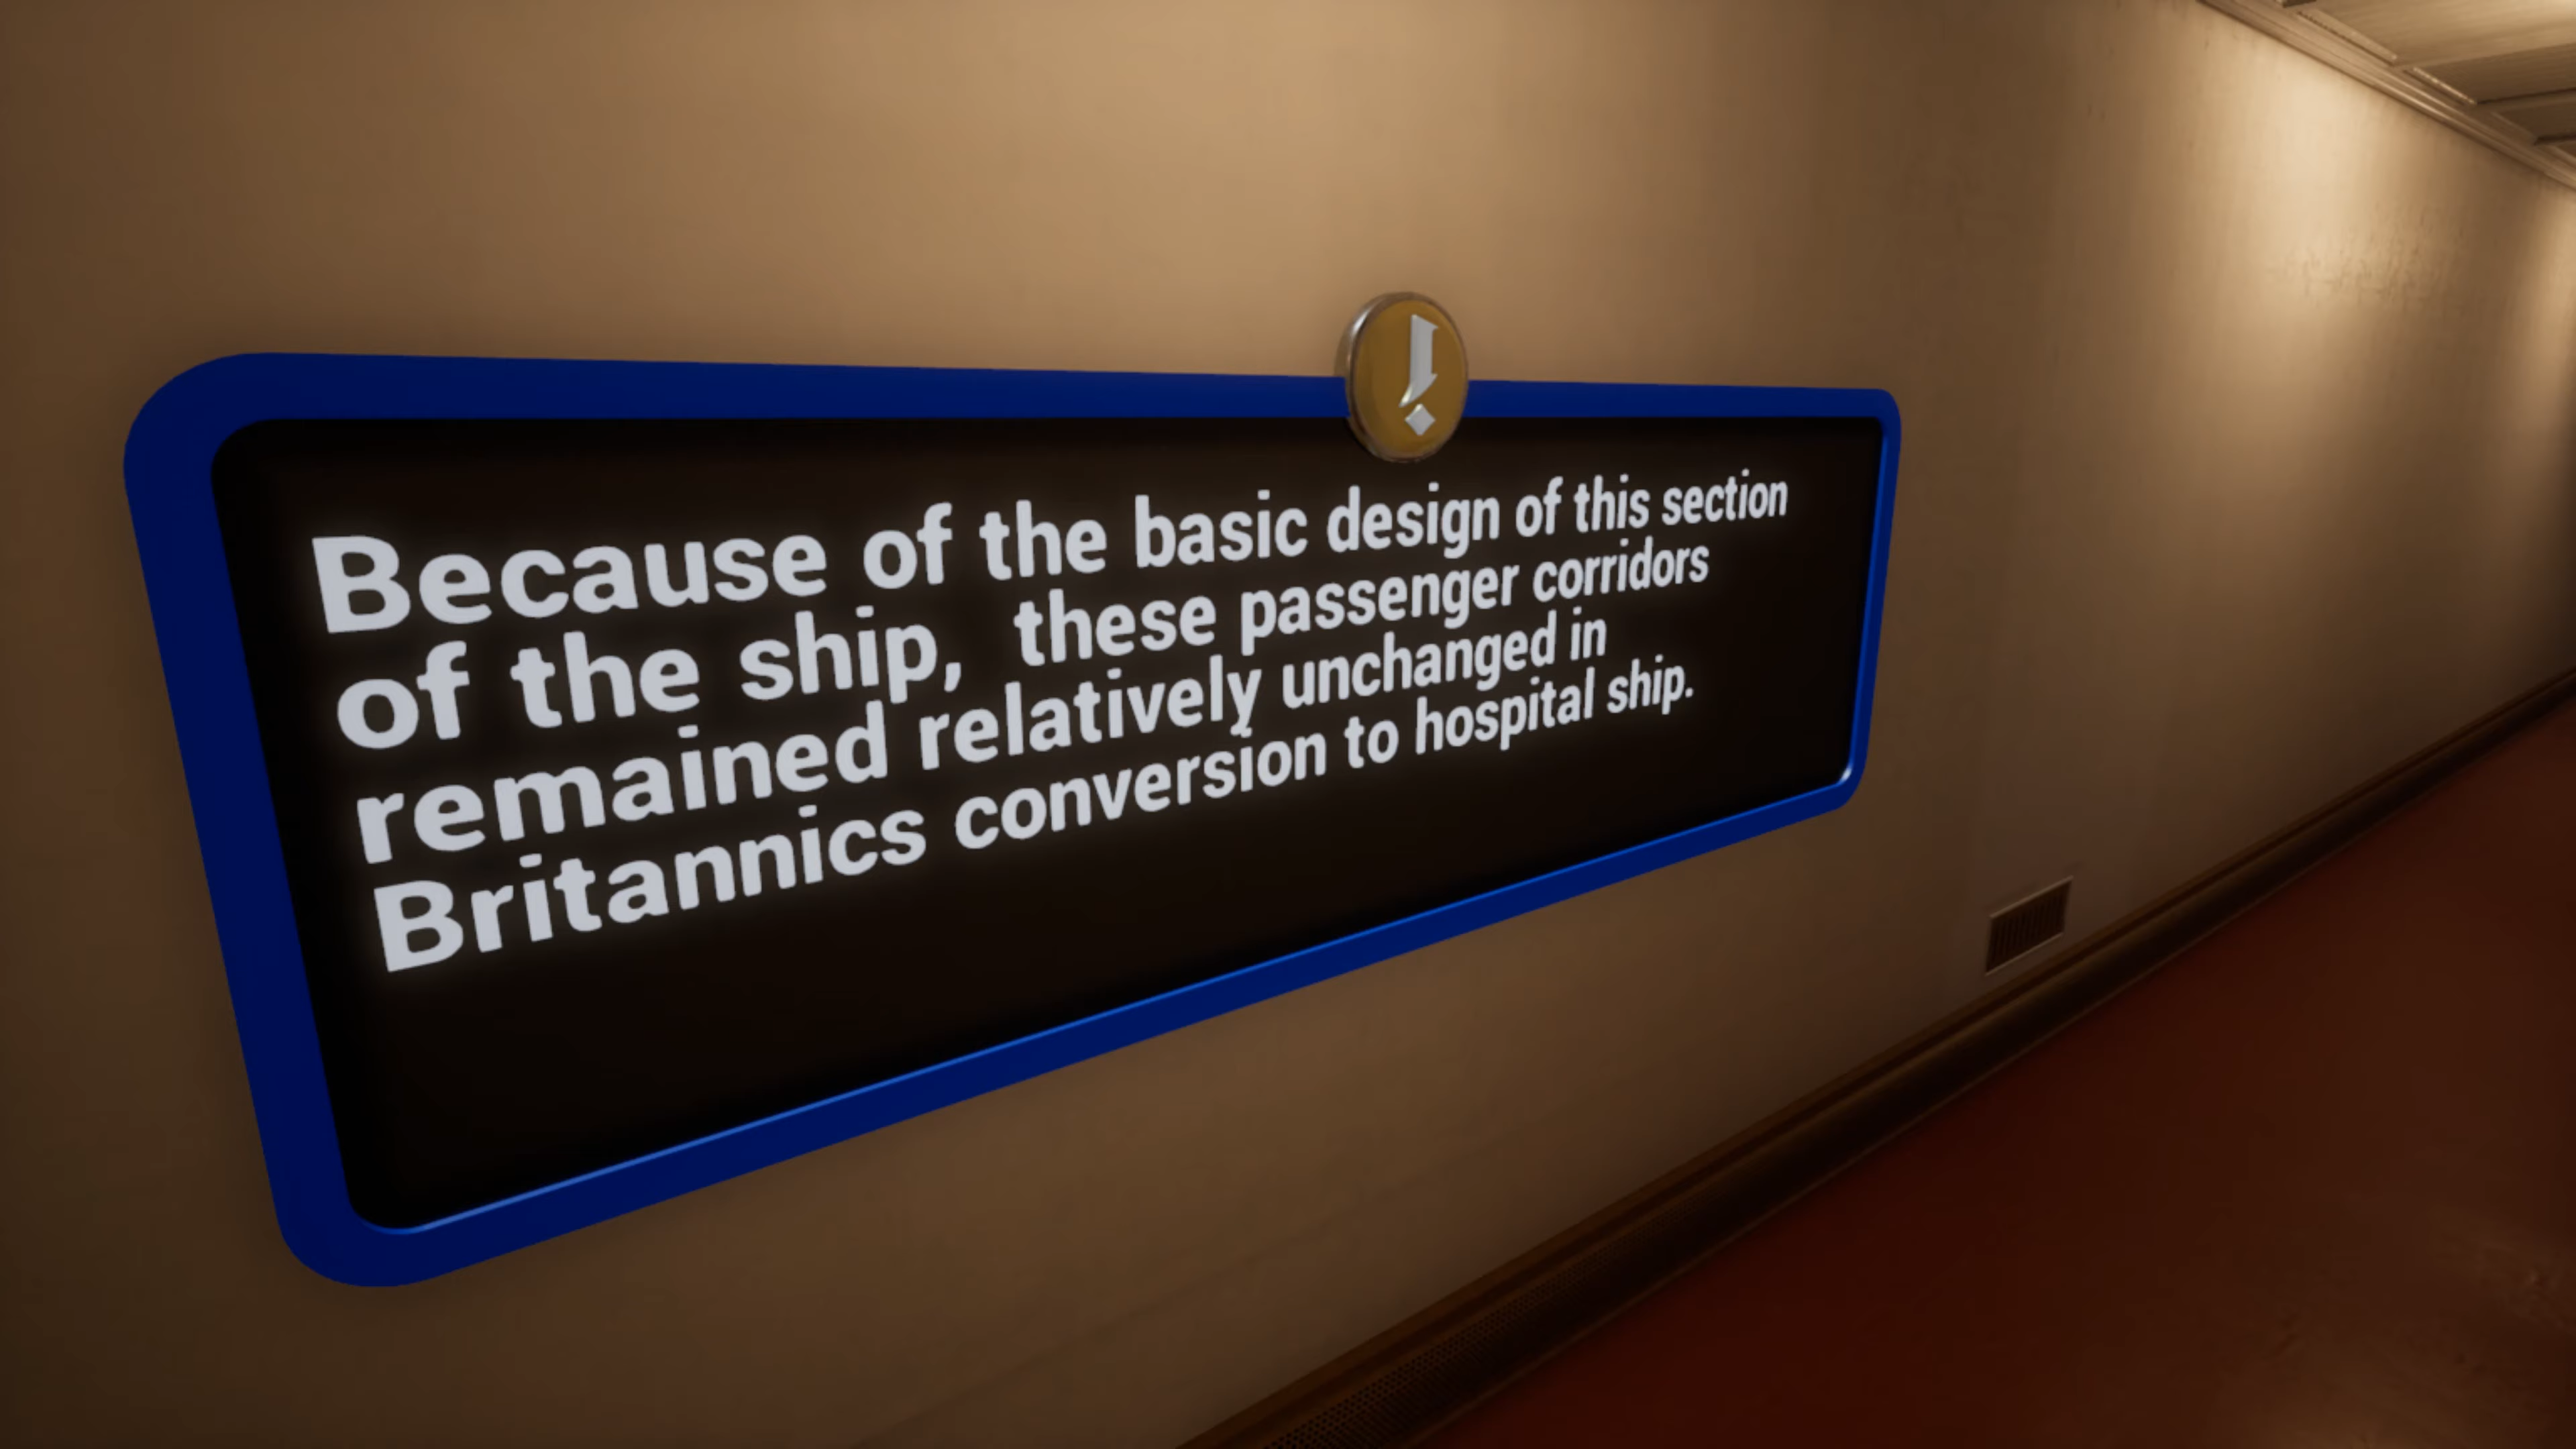 Because of the basic design of this section
of the ship,  these passenger corridors
remained relatively unchanged in
Britannics conversion to hospital ship.